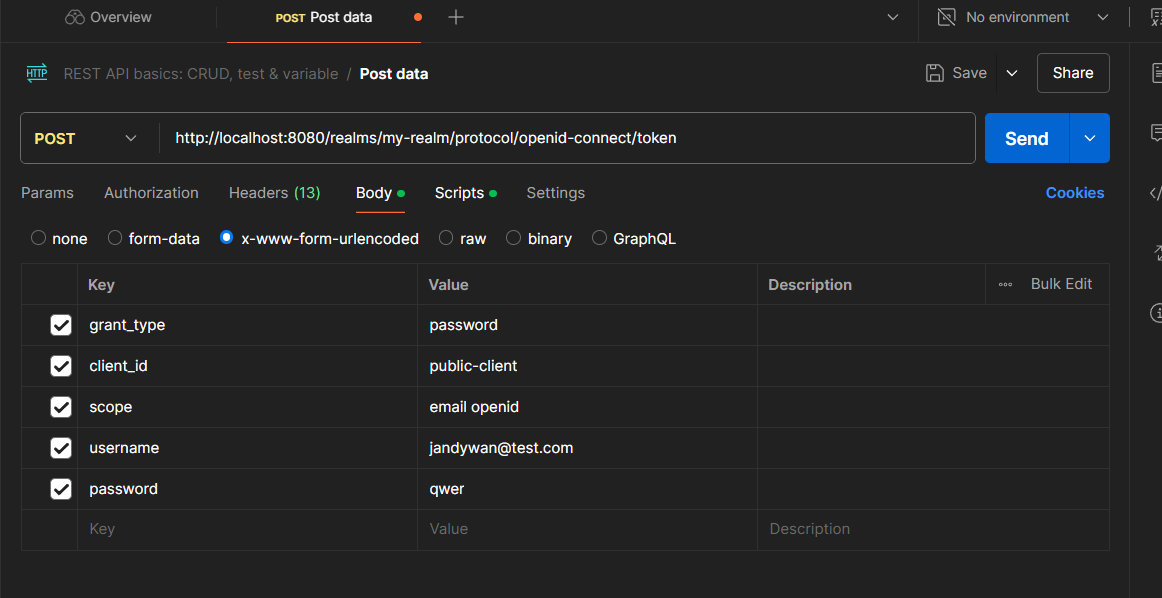 Overview
POST Post data
No environment
HTTP REST API basics: CRUD, test & variable / Post data
Save
Share
POST http://localhost:8080/realms/my-realm/protocol/openid-connect/token
Send
Params Authorization Headers (13) Body Scripts Settings Cookies
none form-data x-www-form-urlencoded raw binary GraphQL
Key Value Description Bulk Edit
grant_type password
client_id public-client
scope email openid
username jandywan@test.com
password qwer
Key Value Description